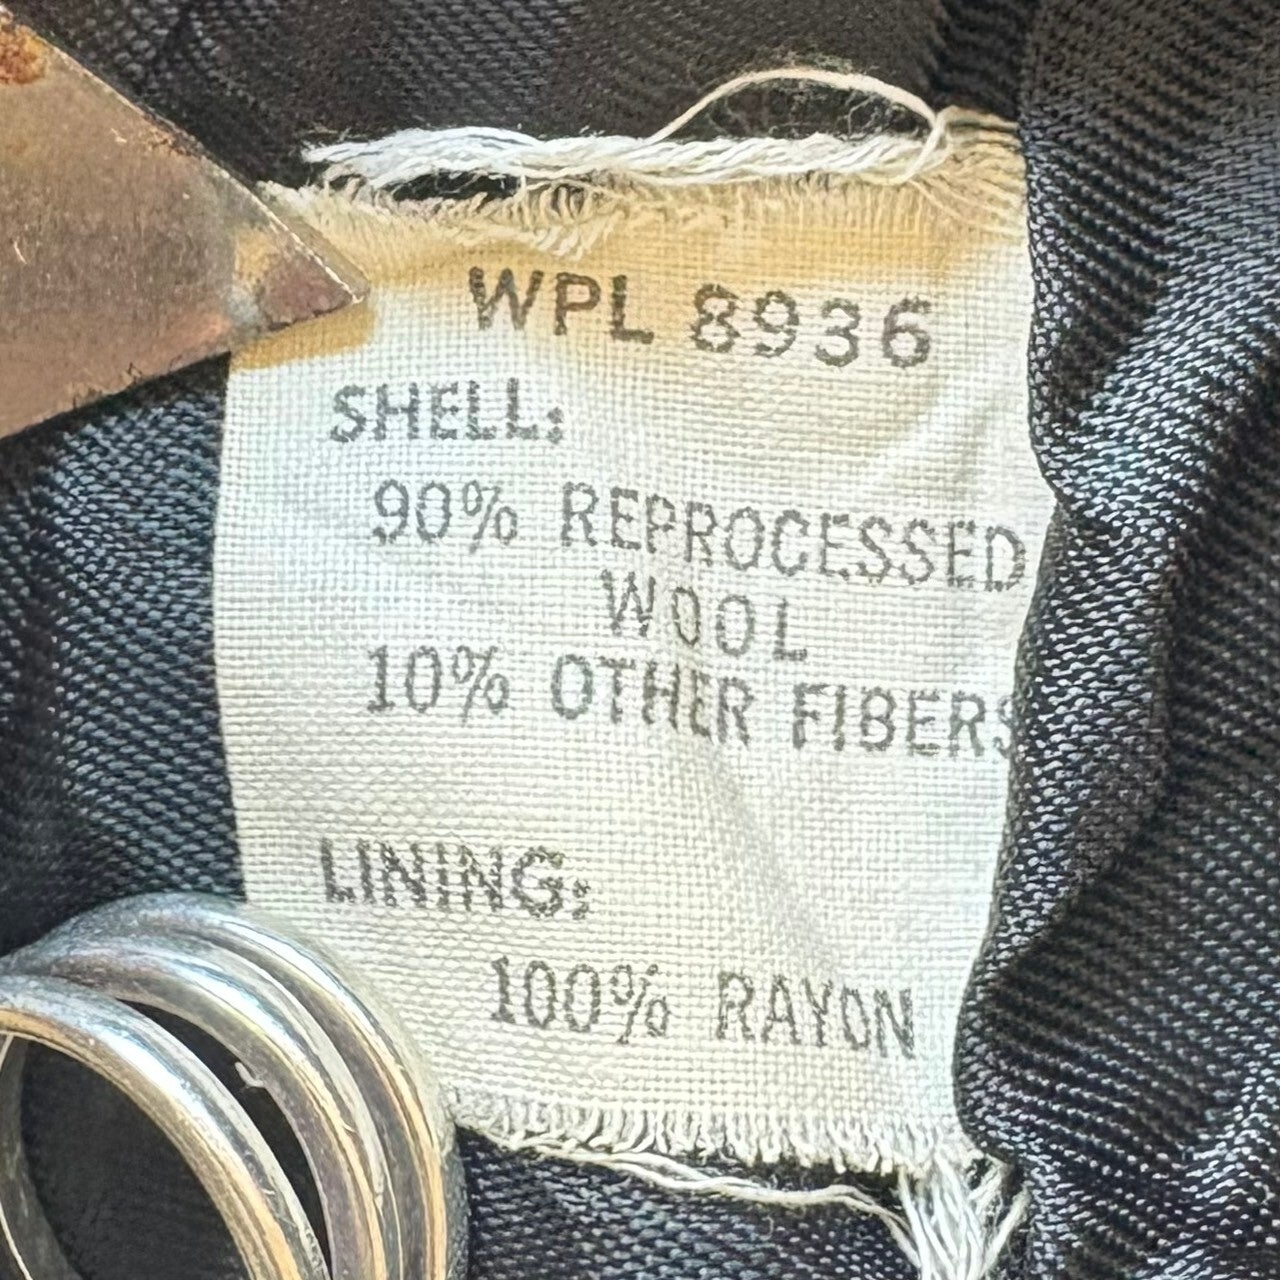 WPL 8936
SHELL:
90% REPROCESSED
WOOL
10% OTHER FIBERS
LINING:
100% RAYON